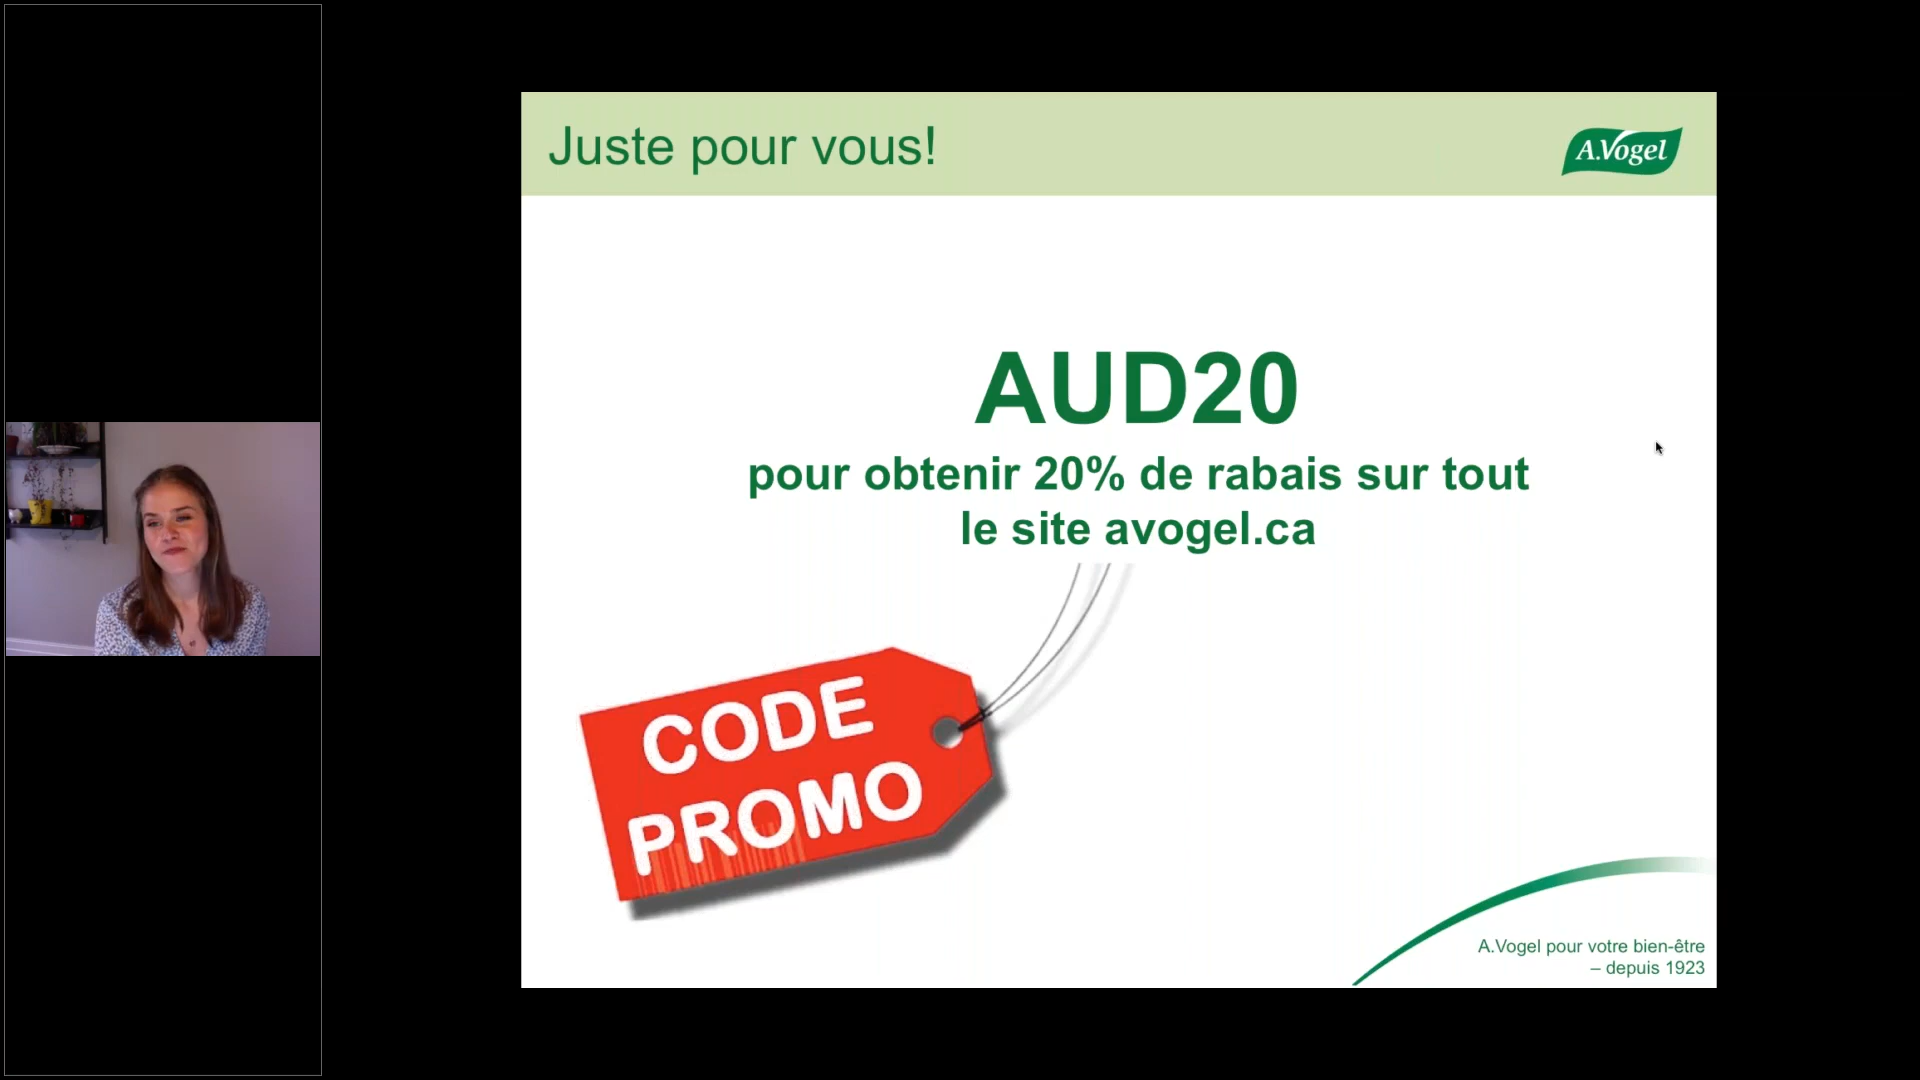 Juste pour vous!
A.Vogel
AUD20
pour obtenir 20% de rabais sur tout
le site avogel.ca
CODE
PROMO
A.Vogel pour votre bien-être
– depuis 1923